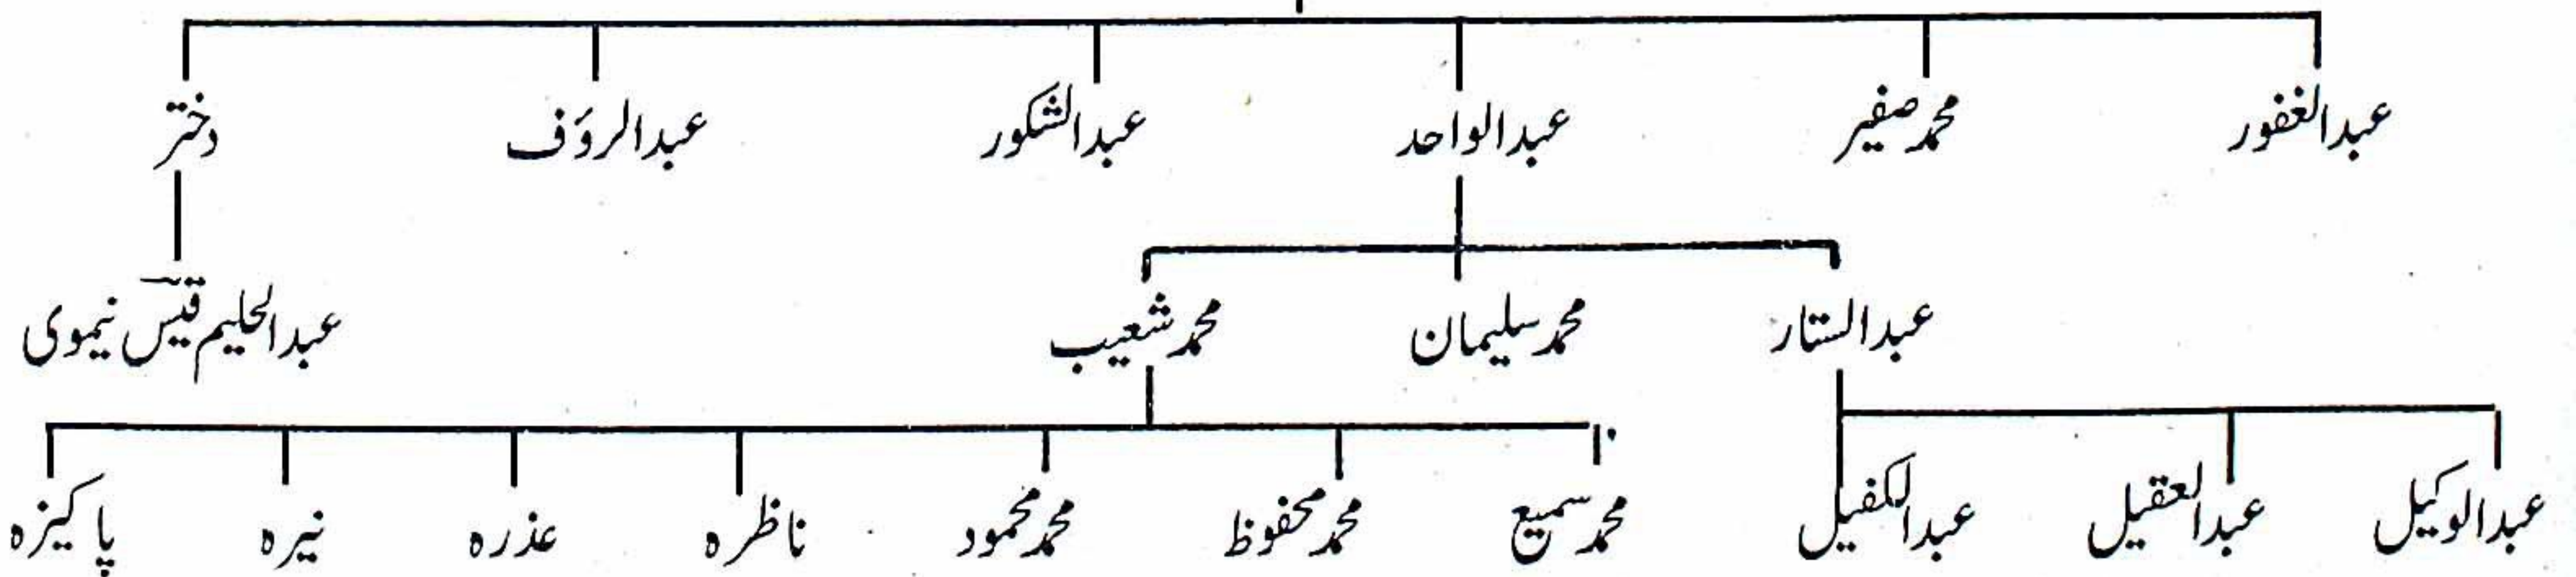 عبدالغفور محمد صفیر عبدالواحد عبدالشکور عبدالرؤف دختر
عبدالستار محمد سلیمان محمد شعیب عبدالحلیم قیسؔ نیموی
عبدالوکیل عبدالعقیل عبدالکفیل محمد سمیع محمد محفوظ محمد محمود ناظرہ عذرہ نیرہ پاکیزہ